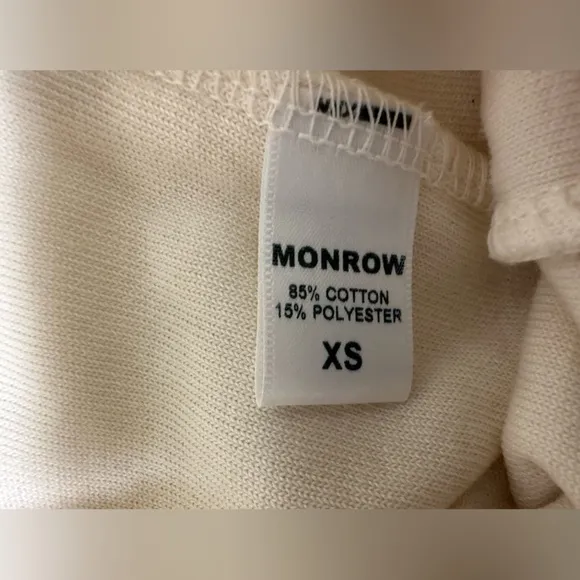 MONROW
85% COTTON
15% POLYESTER
XS